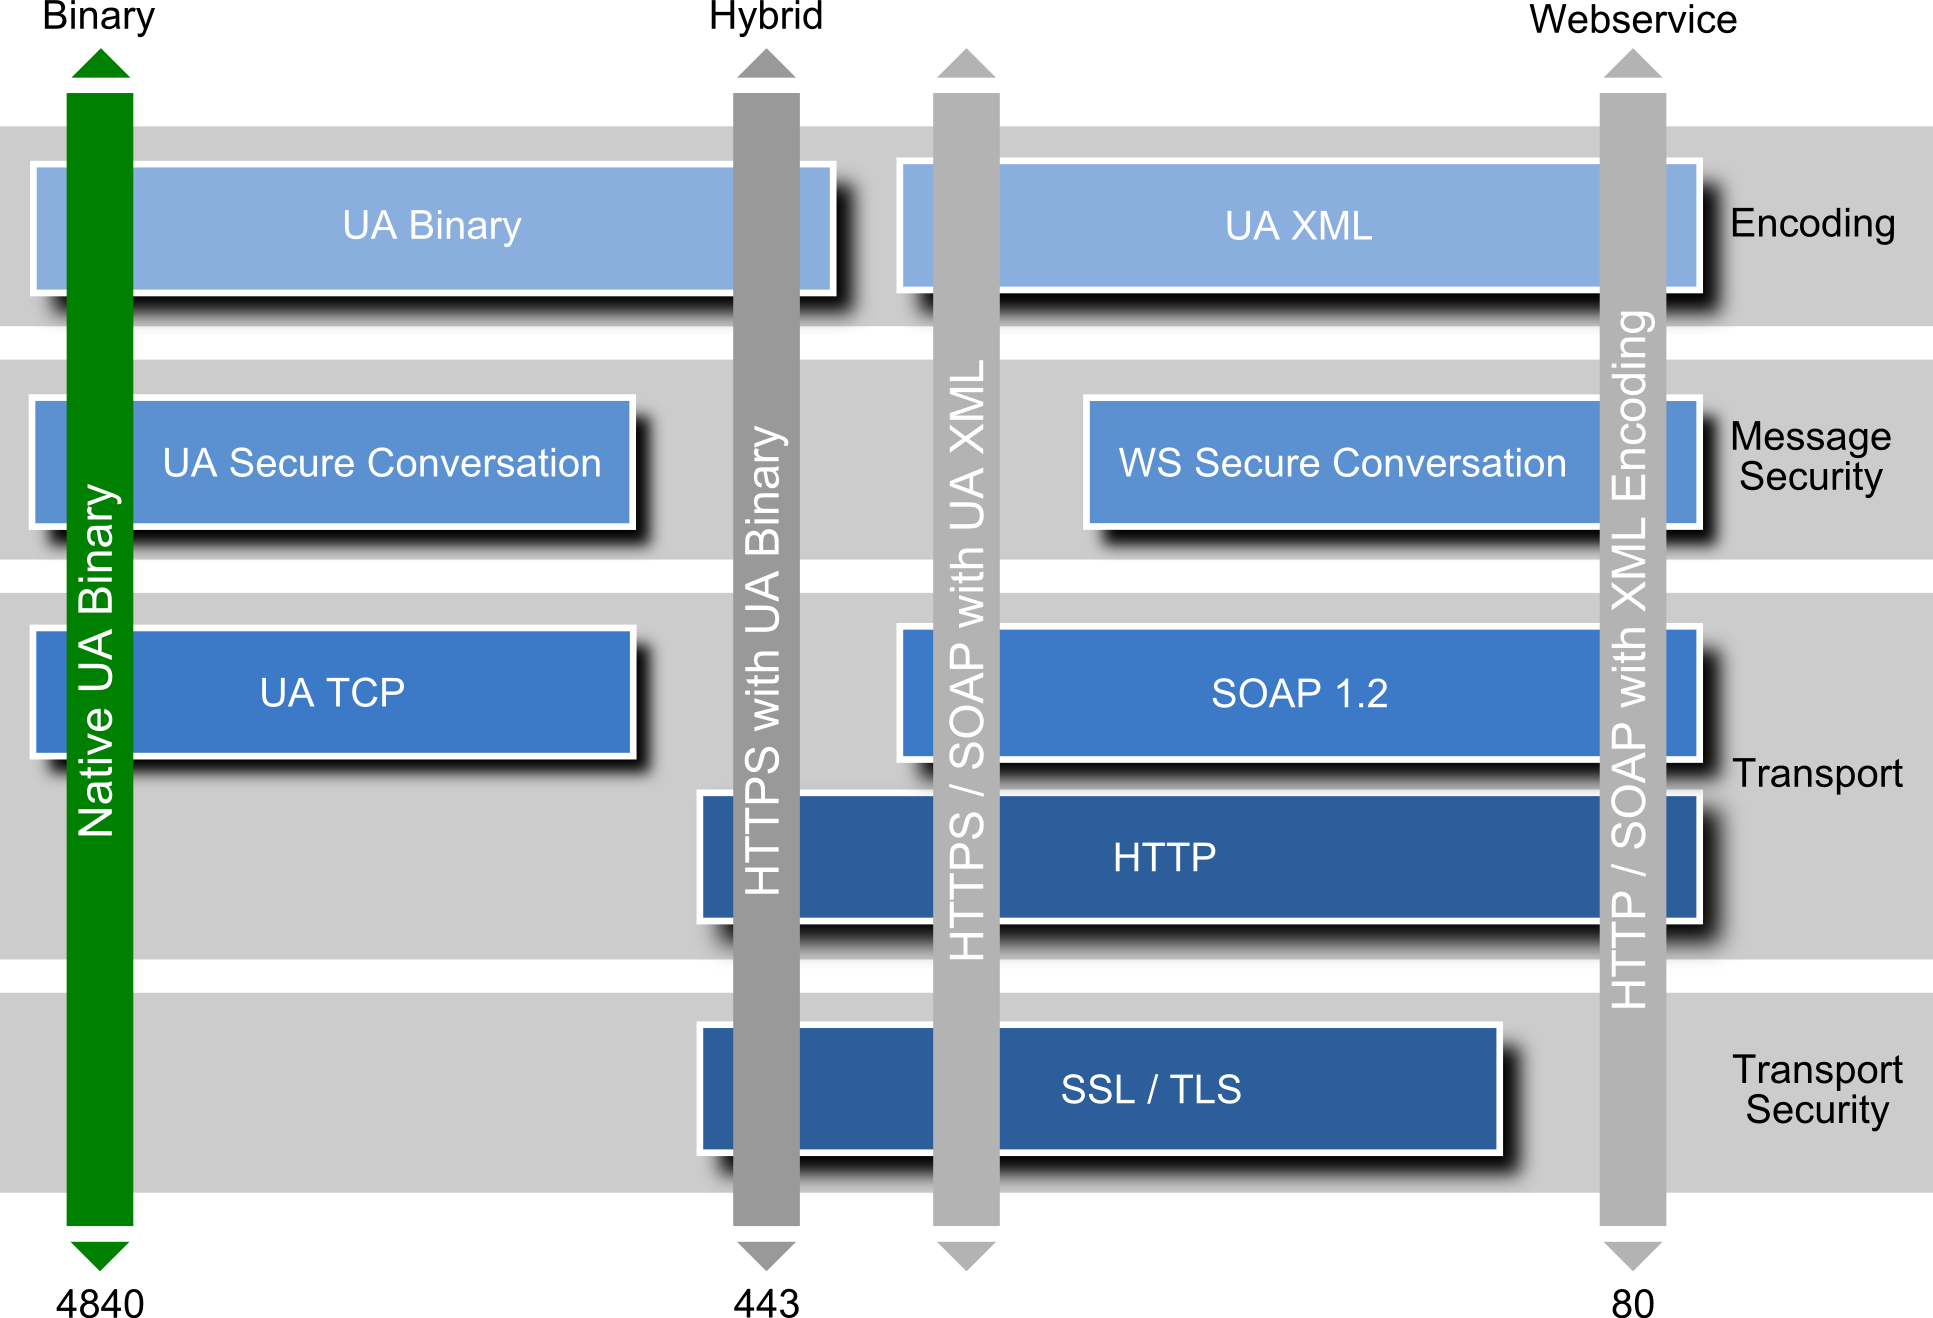 Binary
Hybrid
Webservice
UA Binary
UA XML
Encoding
UA Secure Conversation
WS Secure Conversation
Message
Security
UA TCP
SOAP 1.2
Transport
HTTP
SSL / TLS
Transport
Security
Native UA Binary
HTTPS with UA Binary
HTTPS / SOAP with UA XML
HTTP / SOAP with XML Encoding
4840
443
80